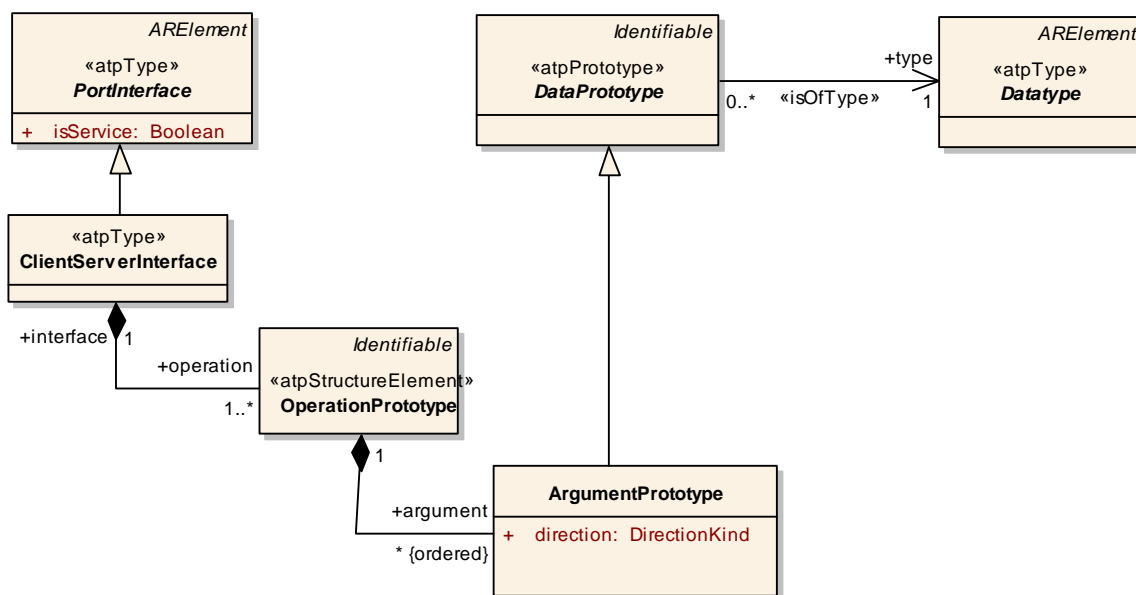 ARElement
«atpType»
PortInterface
+ isService: Boolean
Identifiable
«atpPrototype»
DataPrototype
+type
0..* «isOfType» 1
ARElement
«atpType»
Datatype
«atpType»
ClientServerInterface
+interface 1
+operation
1..*
Identifiable
«atpStructureElement»
OperationPrototype
1
+argument
* {ordered}
ArgumentPrototype
+ direction: DirectionKind